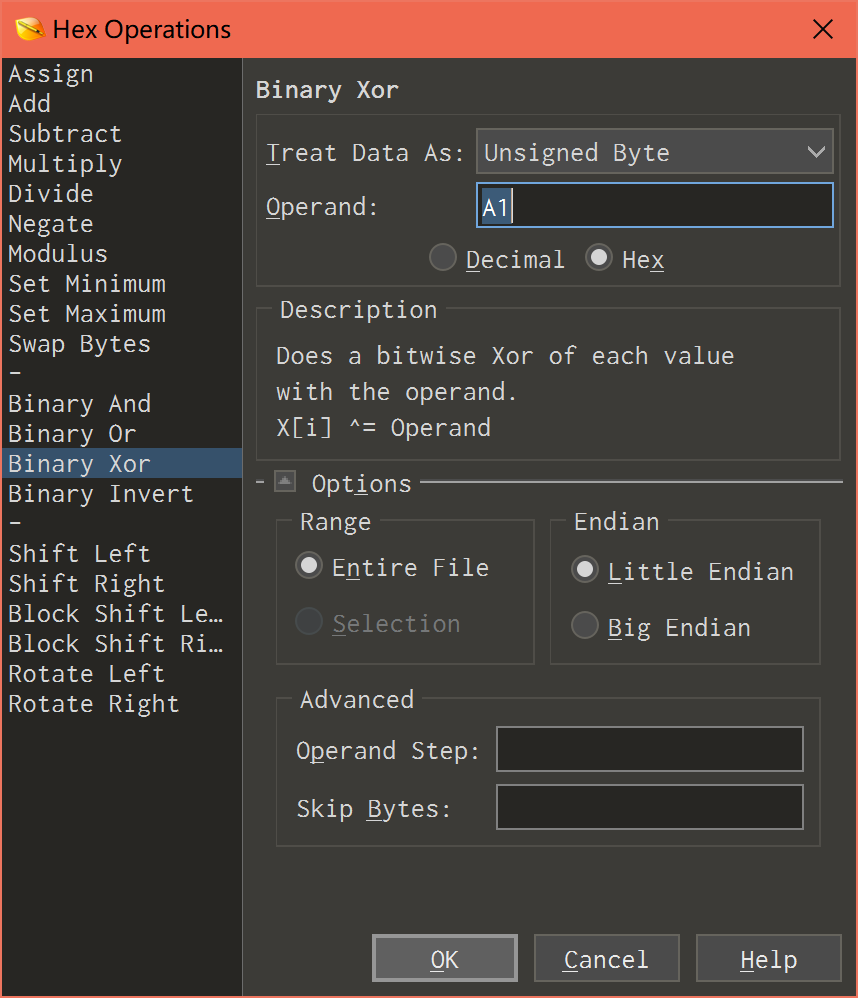 Hex Operations
Assign
Add
Subtract
Multiply
Divide
Negate
Modulus
Set Minimum
Set Maximum
Swap Bytes
-
Binary And
Binary Or
Binary Xor
Binary Invert
-
Shift Left
Shift Right
Block Shift Le…
Block Shift Ri…
Rotate Left
Rotate Right
Binary Xor
Treat Data As: Unsigned Byte
Operand: A1
Decimal Hex
Description
Does a bitwise Xor of each value
with the operand.
X[i] ^= Operand
Options
Range
Entire File
Selection
Endian
Little Endian
Big Endian
Advanced
Operand Step:
Skip Bytes:
OK Cancel Help